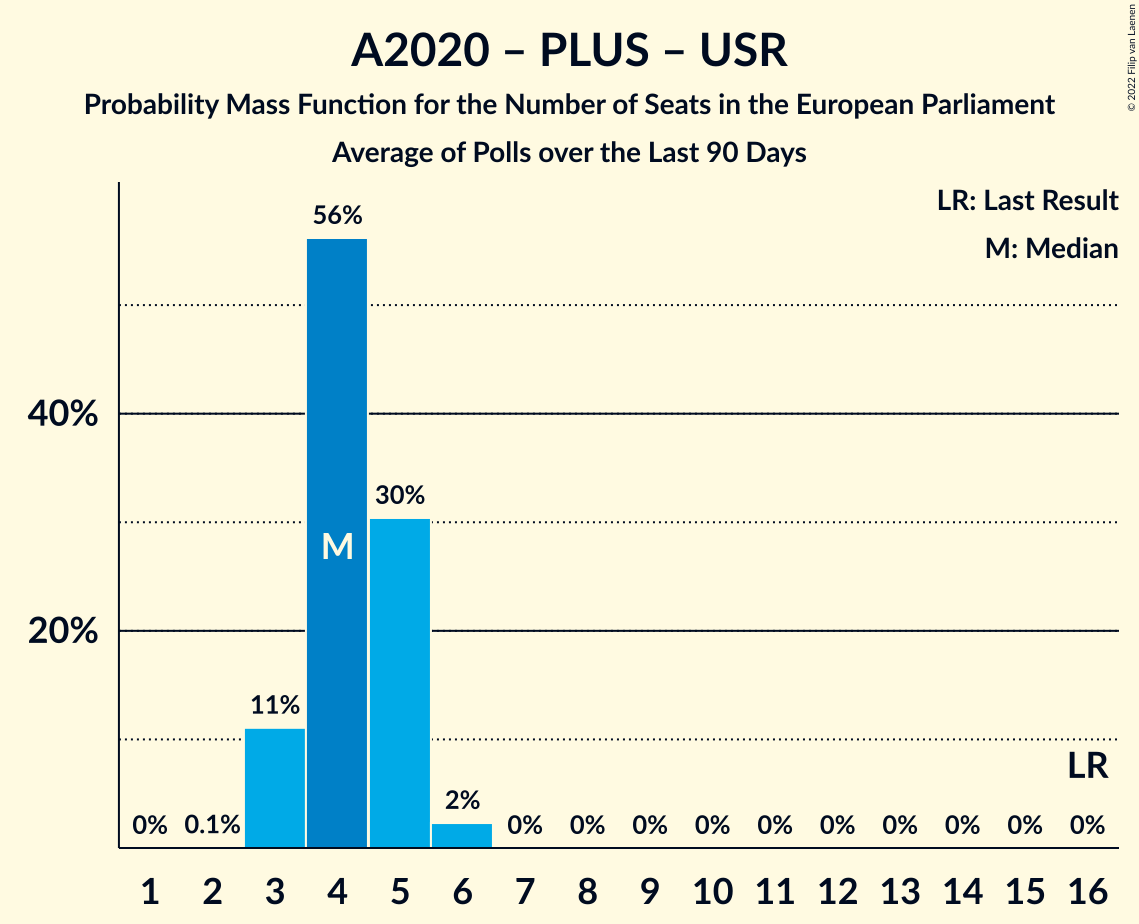 A2020 – PLUS – USR
Probability Mass Function for the Number of Seats in the European Parliament
Average of Polls over the Last 90 Days
© 2022 Filip van Laenen
LR: Last Result
M: Median
56%
40%
30%
M
20%
11%
LR
2%
0% 0.1% 0% 0% 0% 0% 0% 0% 0% 0% 0% 0%
1 2 3 4 5 6 7 8 9 10 11 12 13 14 15 16